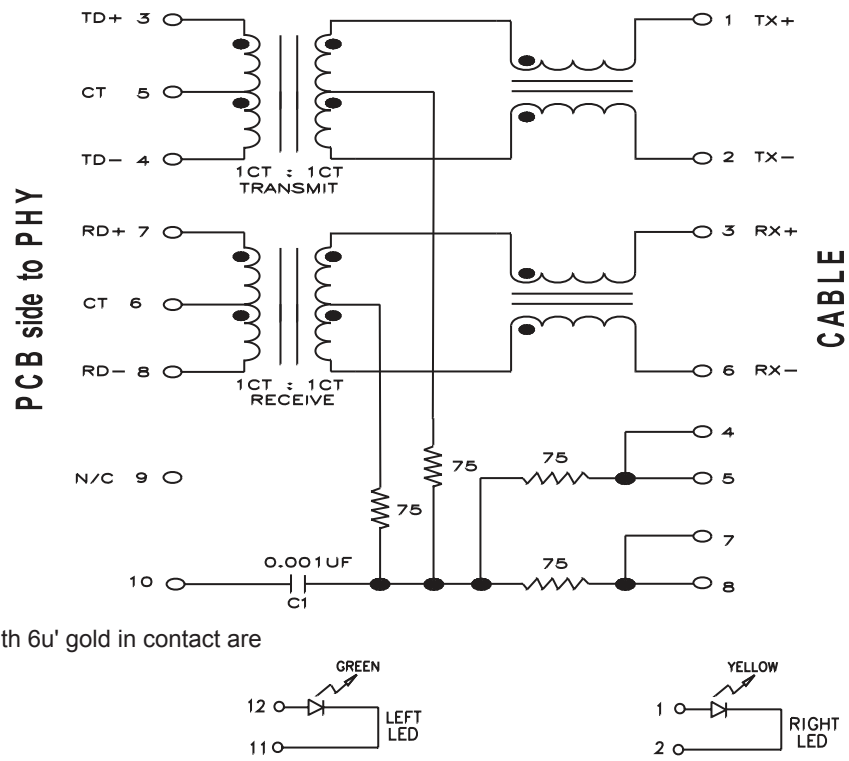 TD+ 3
1 TX+
CT 5
TD- 4
2 TX-
1CT : 1CT
TRANSMIT
PCB side to PHY
CABLE
RD+ 7
3 RX+
CT 6
RD- 8
6 RX-
1CT : 1CT
RECEIVE
4
75
75
5
N/C 9
75
7
0.001UF
75
10
8
C1
th 6u' gold in contact are
GREEN
YELLOW
12
LEFT
LED
11
1
RIGHT
LED
2